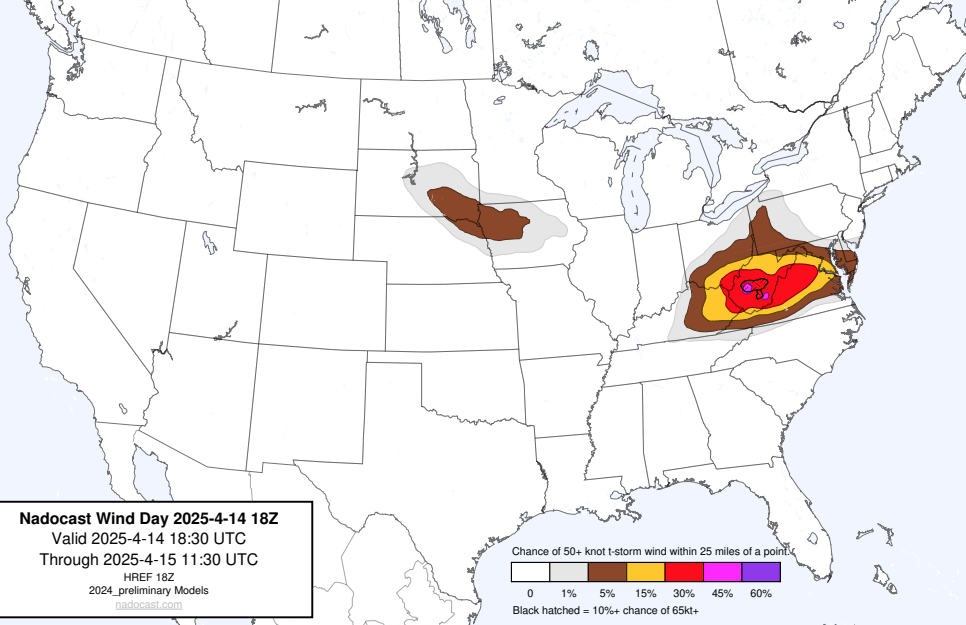 Nadocast Wind Day 2025-4-14 18Z
Valid 2025-4-14 18:30 UTC
Through 2025-4-15 11:30 UTC
HREF 18Z
2024_preliminary Models
nadocast.com
Chance of 50+ knot t-storm wind within 25 miles of a point.
0 1% 5% 15% 30% 45% 60%
Black hatched = 10%+ chance of 65kt+